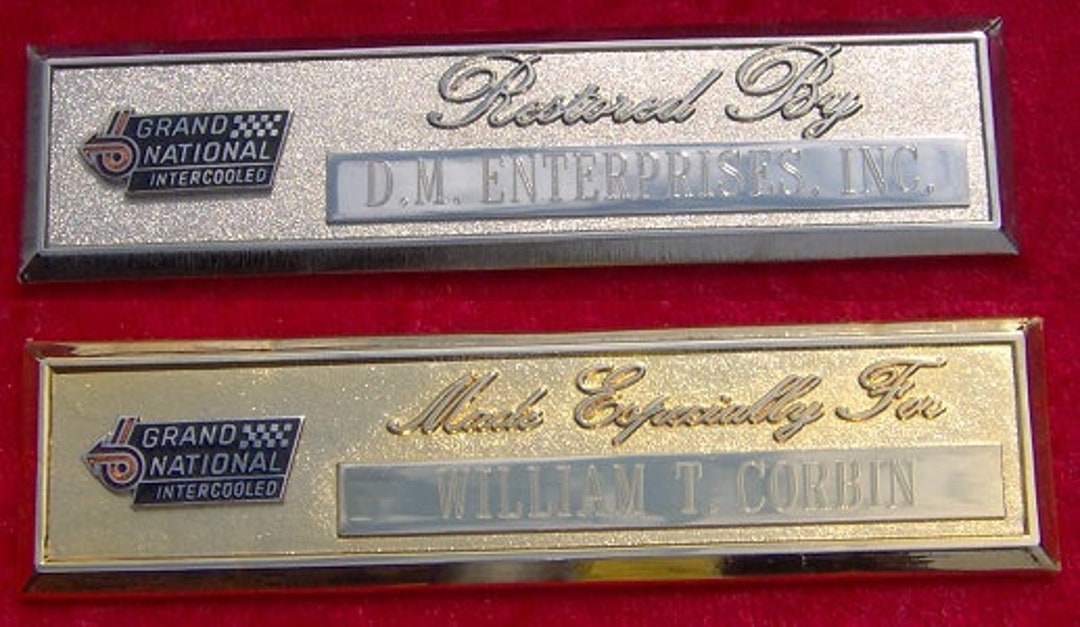 Restored By
GRAND
NATIONAL
INTERCOOLED
D.M. ENTERPRISES. INC.
Made Especially For
GRAND
NATIONAL
INTERCOOLED
WILLIAM T. CORBIN